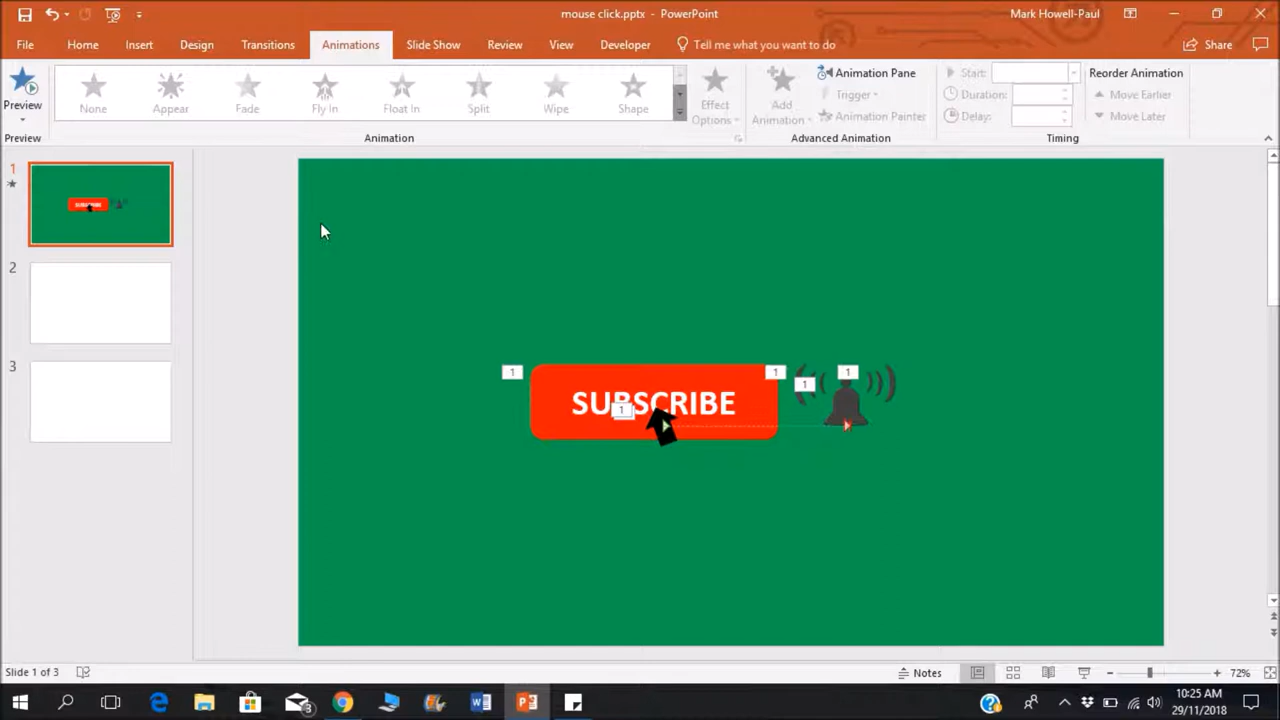 mouse click.pptx - PowerPoint
Mark Howell-Paul
File Home Insert Design Transitions Animations Slide Show Review View Developer Tell me what you want to do Share
None Appear Fade Fly In Float In Split Wipe Shape
Preview
Effect Options
Add Animation
Animation Pane
Trigger
Animation Painter
Start:
Duration:
Delay:
Reorder Animation
Move Earlier
Move Later
Preview Animation Advanced Animation Timing
1
SUBSCRIBE
2
3
1 1 1
1
SUBSCRIBE
1
Slide 1 of 3
Notes
72%
3
10:25 AM
29/11/2018